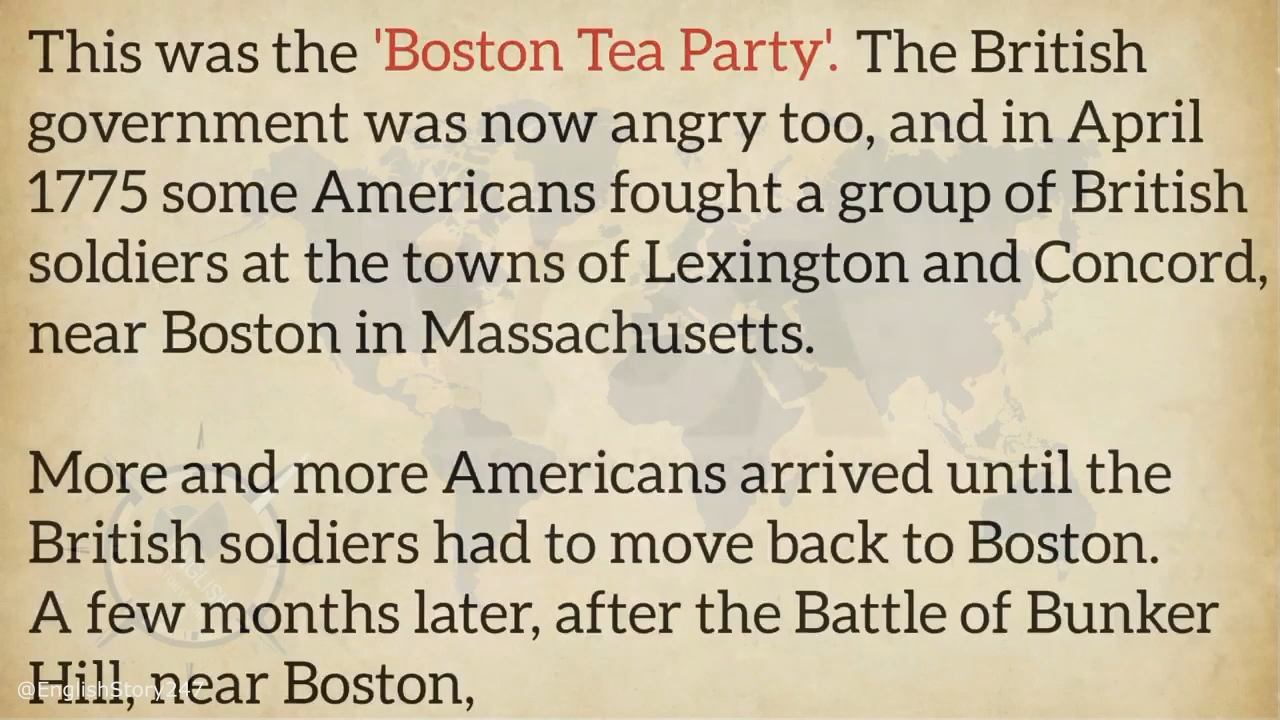 This was the 'Boston Tea Party'. The British
government was now angry too, and in April
1775 some Americans fought a group of British
soldiers at the towns of Lexington and Concord,
near Boston in Massachusetts.
More and more Americans arrived until the
British soldiers had to move back to Boston.
A few months later, after the Battle of Bunker
Hill, near Boston,
@EnglishStory247